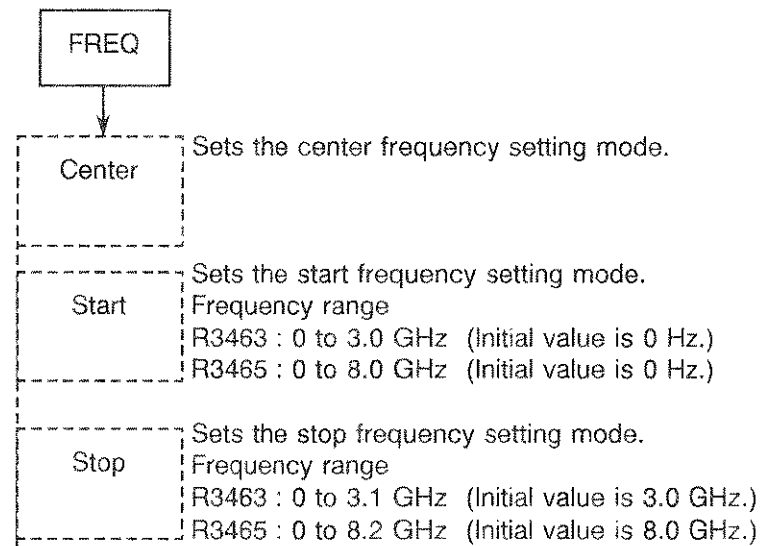 FREQ
Center
Sets the center frequency setting mode.
Start
Sets the start frequency setting mode.
Frequency range
R3463 : 0 to 3.0 GHz (Initial value is 0 Hz.)
R3465 : 0 to 8.0 GHz (Initial value is 0 Hz.)
Stop
Sets the stop frequency setting mode.
Frequency range
R3463 : 0 to 3.1 GHz (Initial value is 3.0 GHz.)
R3465 : 0 to 8.2 GHz (Initial value is 8.0 GHz.)